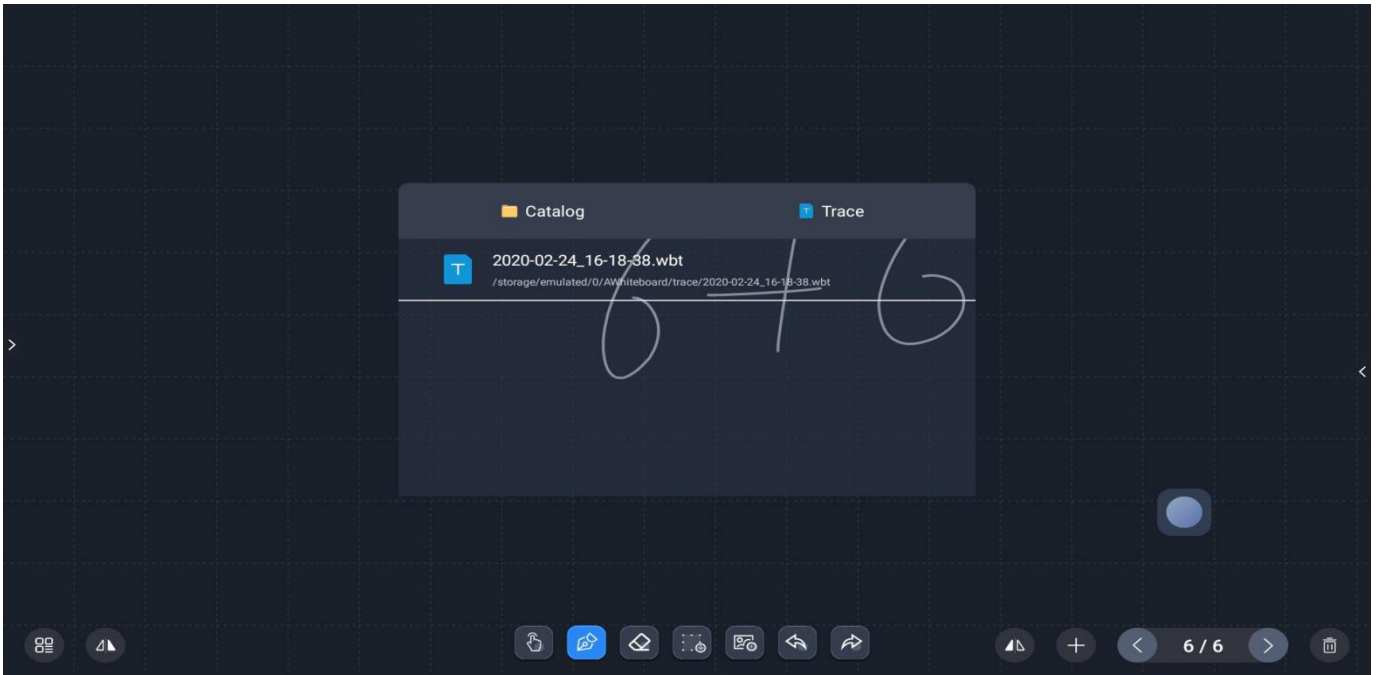 Catalog Trace
2020-02-24_16-18-38.wbt
/storage/emulated/0/AWhiteboard/trace/2020-02-24_16-18-38.wbt
6+6
6 / 6